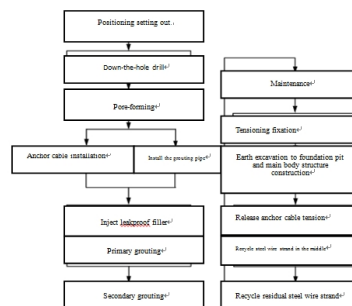 Positioning setting out.
Down-the-hole drill
Pore-forming
Anchor cable installation
Install the grouting pipe
Inject leakproof filler
Primary grouting
Secondary grouting
Maintenance
Tensioning fixation
Earth excavation to foundation pit
and main body structure
construction
Release anchor cable tension
Recycle steel wire strand in the middle
Recycle residual steel wire strand